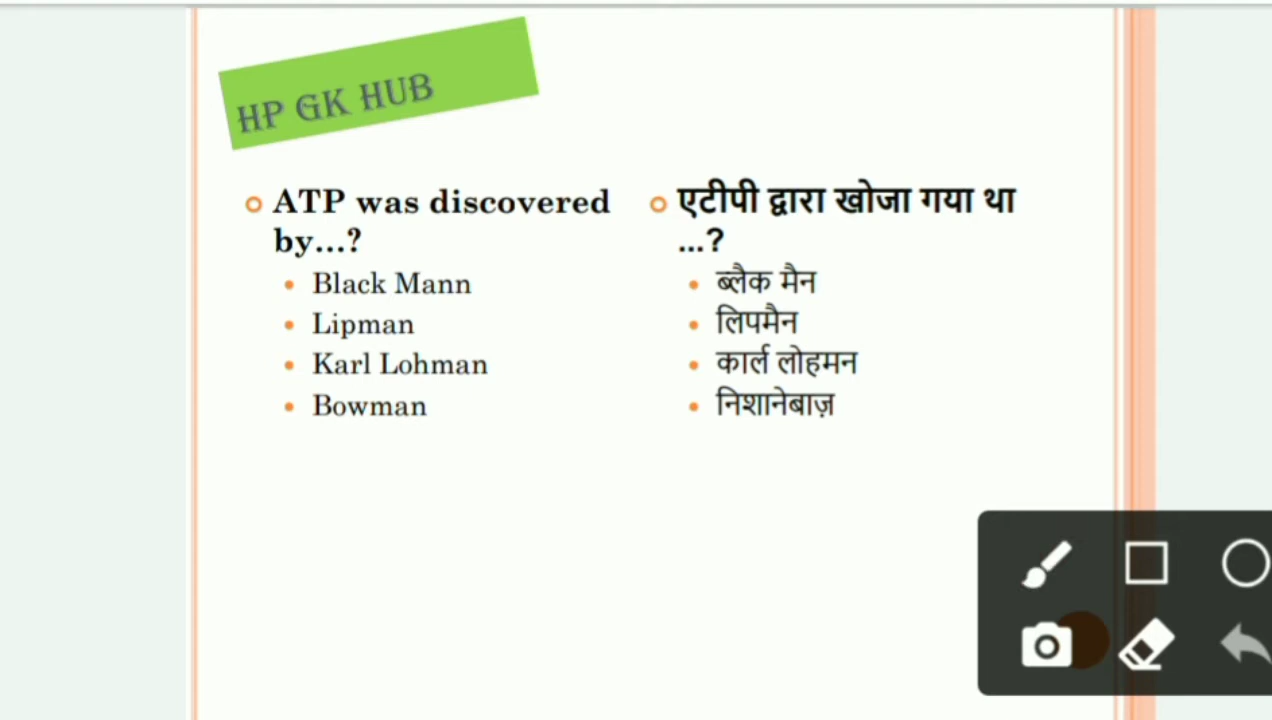 HP GK HUB
ATP was discovered
by...?
Black Mann
Lipman
Karl Lohman
Bowman
एटीपी द्वारा खोजा गया था
...?
ब्लैक मैन
लिपमैन
कार्ल लोहमन
निशानेबाज़